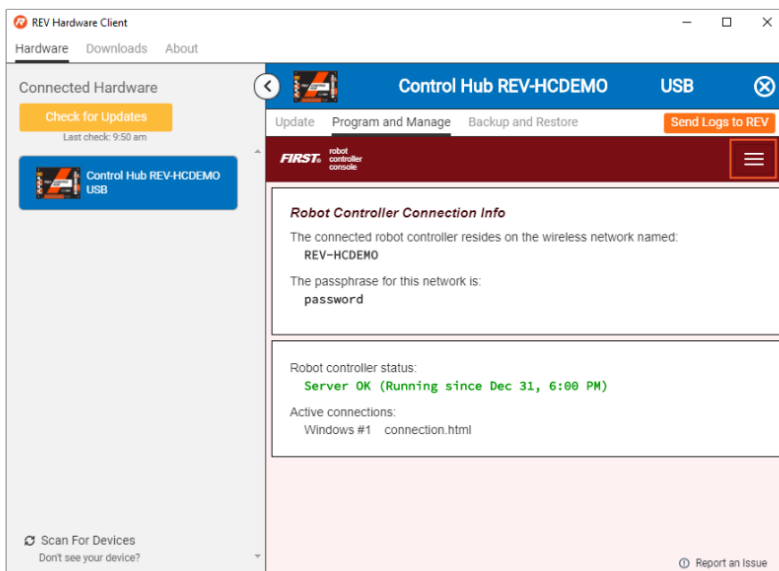 REV Hardware Client
Hardware Downloads About
Connected Hardware
Check for Updates
Last check: 9:50 am
Control Hub REV-HCDEMO
USB
Scan For Devices
Don't see your device?
Control Hub REV-HCDEMO USB
Update Program and Manage Backup and Restore Send Logs to REV
FIRST® robot
controller
console
Robot Controller Connection Info
The connected robot controller resides on the wireless network named:
REV-HCDEMO
The passphrase for this network is:
password
Robot controller status:
Server OK (Running since Dec 31, 6:00 PM)
Active connections:
Windows #1 connection.html
Report an Issue